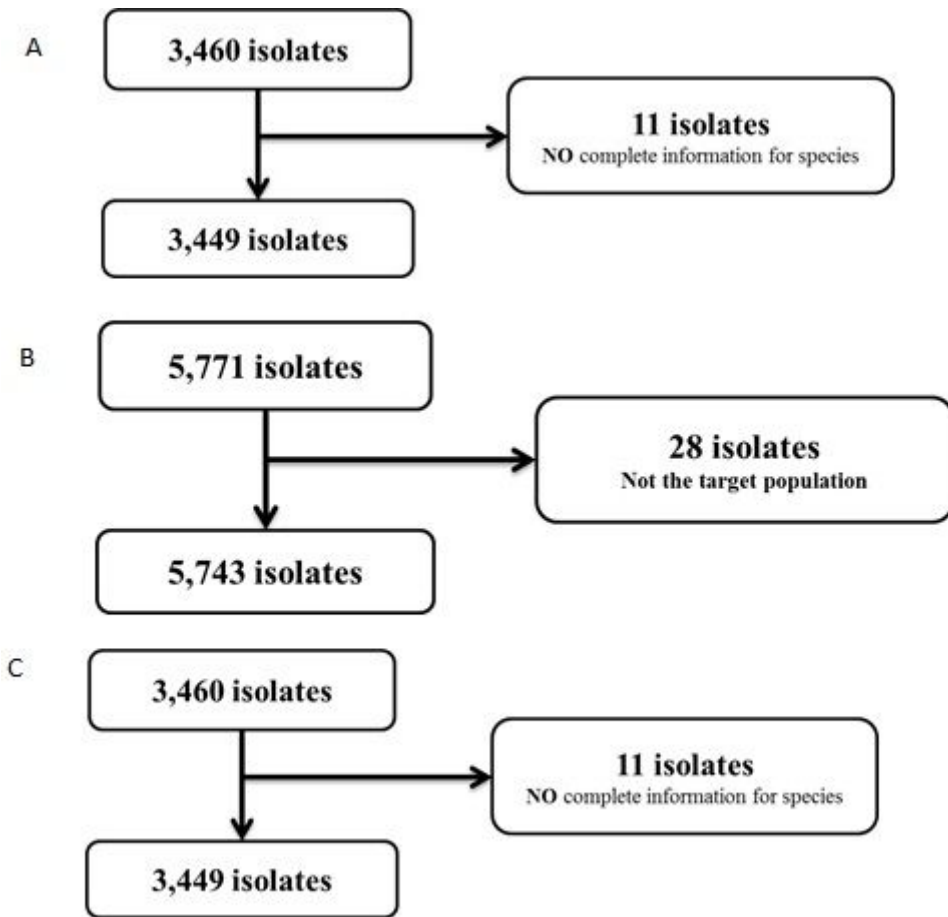 A
3,460 isolates
11 isolates
NO complete information for species
3,449 isolates
B
5,771 isolates
28 isolates
Not the target population
5,743 isolates
C
3,460 isolates
11 isolates
NO complete information for species
3,449 isolates